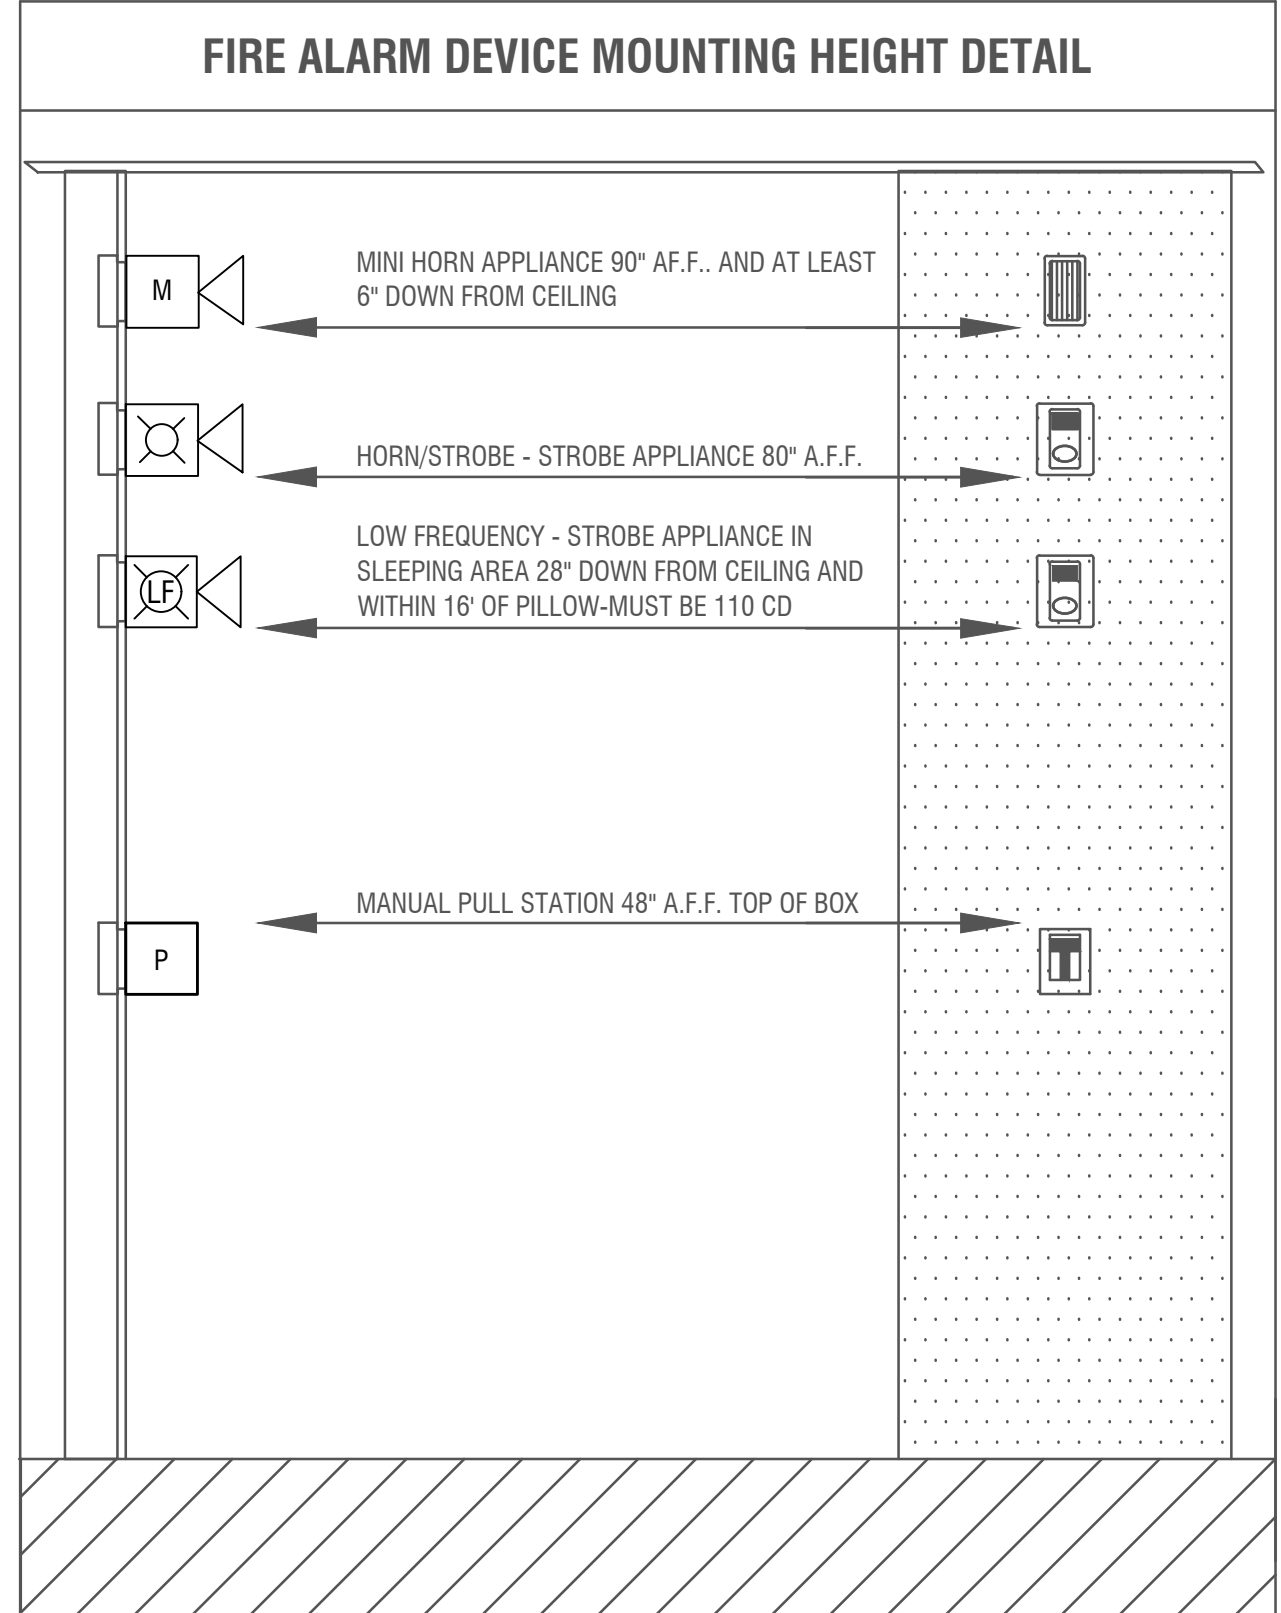 FIRE ALARM DEVICE MOUNTING HEIGHT DETAIL
MINI HORN APPLIANCE 90" AF.F.. AND AT LEAST
6" DOWN FROM CEILING
M
HORN/STROBE - STROBE APPLIANCE 80" A.F.F.
LOW FREQUENCY - STROBE APPLIANCE IN
SLEEPING AREA 28" DOWN FROM CEILING AND
WITHIN 16' OF PILLOW-MUST BE 110 CD
LF
MANUAL PULL STATION 48" A.F.F. TOP OF BOX
P